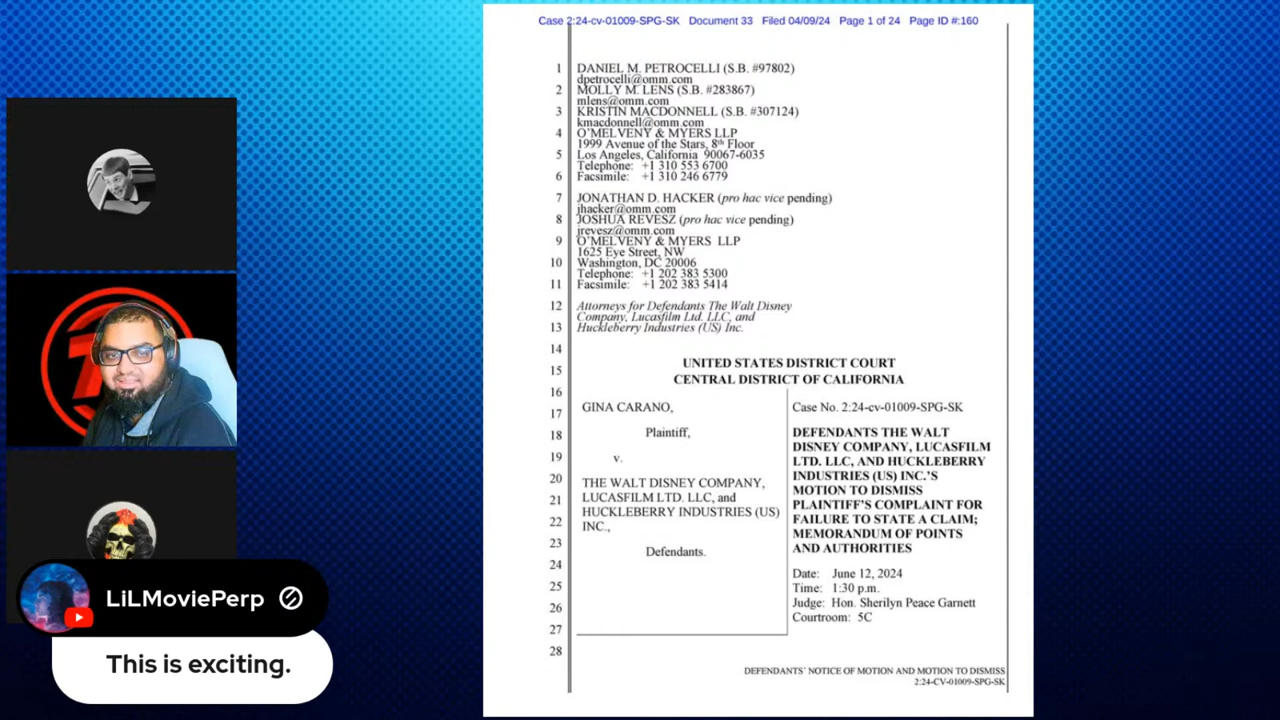 Case 2:24-cv-01009-SPG-SK Document 33 Filed 04/09/24 Page 1 of 24 Page ID #:160
1 DANIEL M. PETROCELLI (S.B. #97802)
dpetrocelli@omm.com
2 MOLLY M. LENS (S.B. #283867)
mlens@omm.com
3 KRISTIN MACDONNELL (S.B. #307124)
kmacdonnell@omm.com
4 O'MELVENY & MYERS LLP
1999 Avenue of the Stars, 8th Floor
5 Los Angeles, California 90067-6035
Telephone: +1 310 553 6700
6 Facsimile: +1 310 246 6779
7 JONATHAN D. HACKER (pro hac vice pending)
jhacker@omm.com
8 JOSHUA REVESZ (pro hac vice pending)
jrevesz@omm.com
9 O'MELVENY & MYERS LLP
1625 Eye Street, NW
10 Washington, DC 20006
Telephone: +1 202 383 5300
11 Facsimile: +1 202 383 5414
12 Attorneys for Defendants The Walt Disney
Company, Lucasfilm Ltd. LLC, and
13 Huckleberry Industries (US) Inc.
14
15 UNITED STATES DISTRICT COURT
CENTRAL DISTRICT OF CALIFORNIA
16
17 GINA CARANO,
18 Plaintiff,
19 v.
20 THE WALT DISNEY COMPANY,
21 LUCASFILM LTD. LLC, and
22 HUCKLEBERRY INDUSTRIES (US)
INC.,
23 Defendants.
24
25
26
27
28
Case No. 2:24-cv-01009-SPG-SK
DEFENDANTS THE WALT
DISNEY COMPANY, LUCASFILM
LTD. LLC, AND HUCKLEBERRY
INDUSTRIES (US) INC.'S
MOTION TO DISMISS
PLAINTIFF'S COMPLAINT FOR
FAILURE TO STATE A CLAIM;
MEMORANDUM OF POINTS
AND AUTHORITIES
Date: June 12, 2024
Time: 1:30 p.m.
Judge: Hon. Sherilyn Peace Garnett
Courtroom: 5C
DEFENDANTS' NOTICE OF MOTION AND MOTION TO DISMISS
2:24-CV-01009-SPG-SK
LiLMoviePerp
This is exciting.